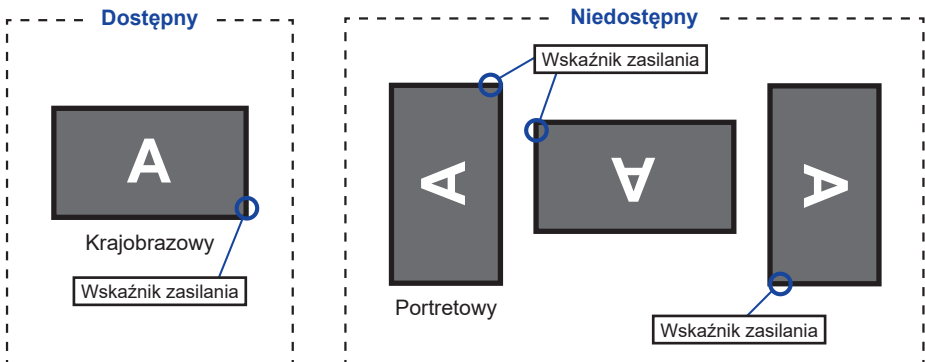 Dostępny
A
Krajobrazowy
Wskaźnik zasilania
Niedostępny
Wskaźnik zasilania
A
A
A
Portretowy
Wskaźnik zasilania